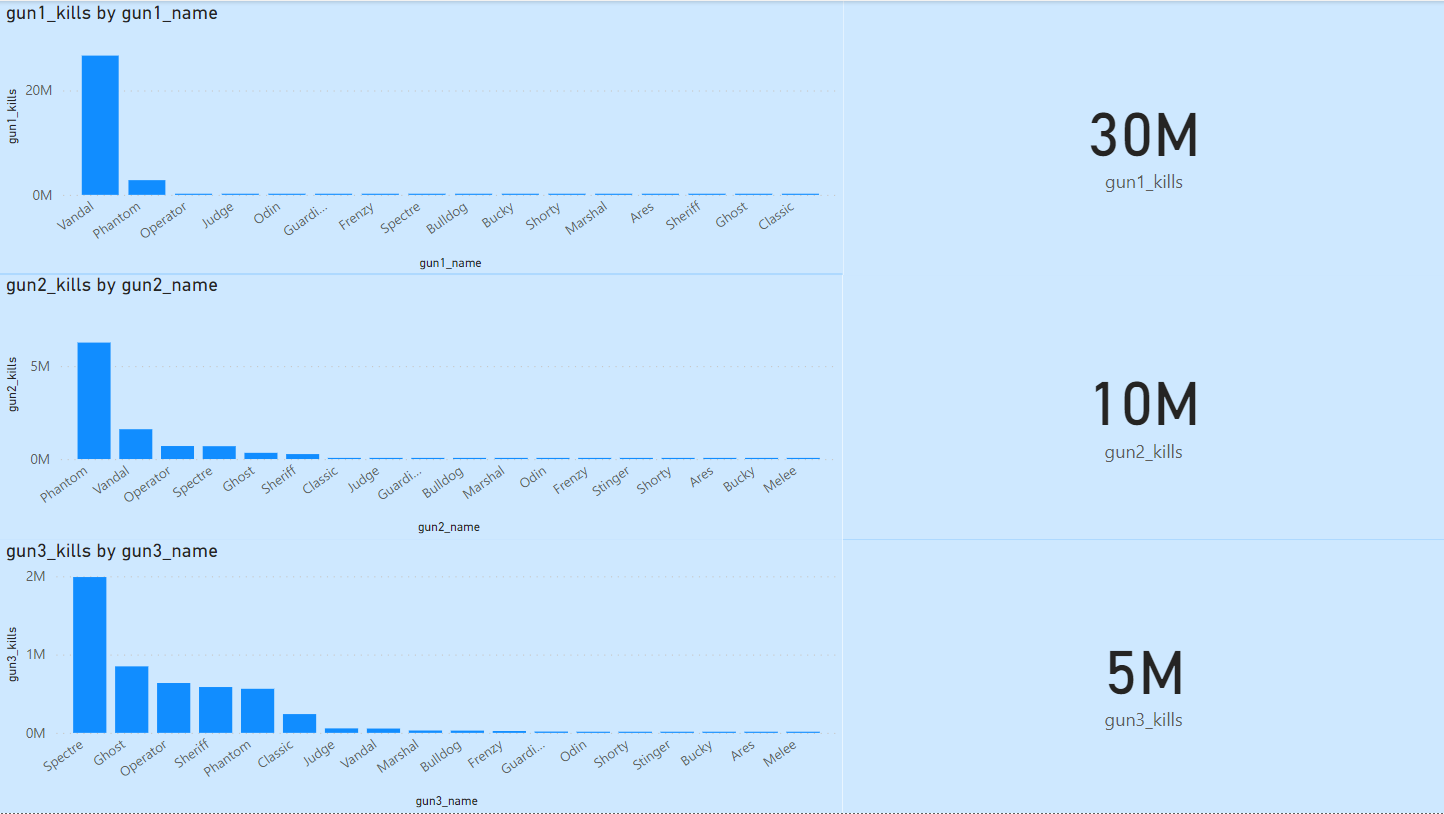 gun1_kills by gun1_name
gun1_kills
20M
0M
Vandal
Phantom
Operator
Judge
Odin
Guardi...
Frenzy
Spectre
Bulldog
Bucky
Shorty
Marshal
Ares
Sheriff
Ghost
Classic
gun1_name
30M
gun1_kills
gun2_kills by gun2_name
gun2_kills
5M
0M
Phantom
Vandal
Operator
Spectre
Ghost
Sheriff
Classic
Judge
Guardi...
Bulldog
Marshal
Odin
Frenzy
Stinger
Shorty
Ares
Bucky
Melee
gun2_name
10M
gun2_kills
gun3_kills by gun3_name
gun3_kills
2M
1M
0M
Spectre
Ghost
Operator
Sheriff
Phantom
Classic
Judge
Vandal
Marshal
Bulldog
Frenzy
Guardi...
Odin
Shorty
Stinger
Bucky
Ares
Melee
gun3_name
5M
gun3_kills